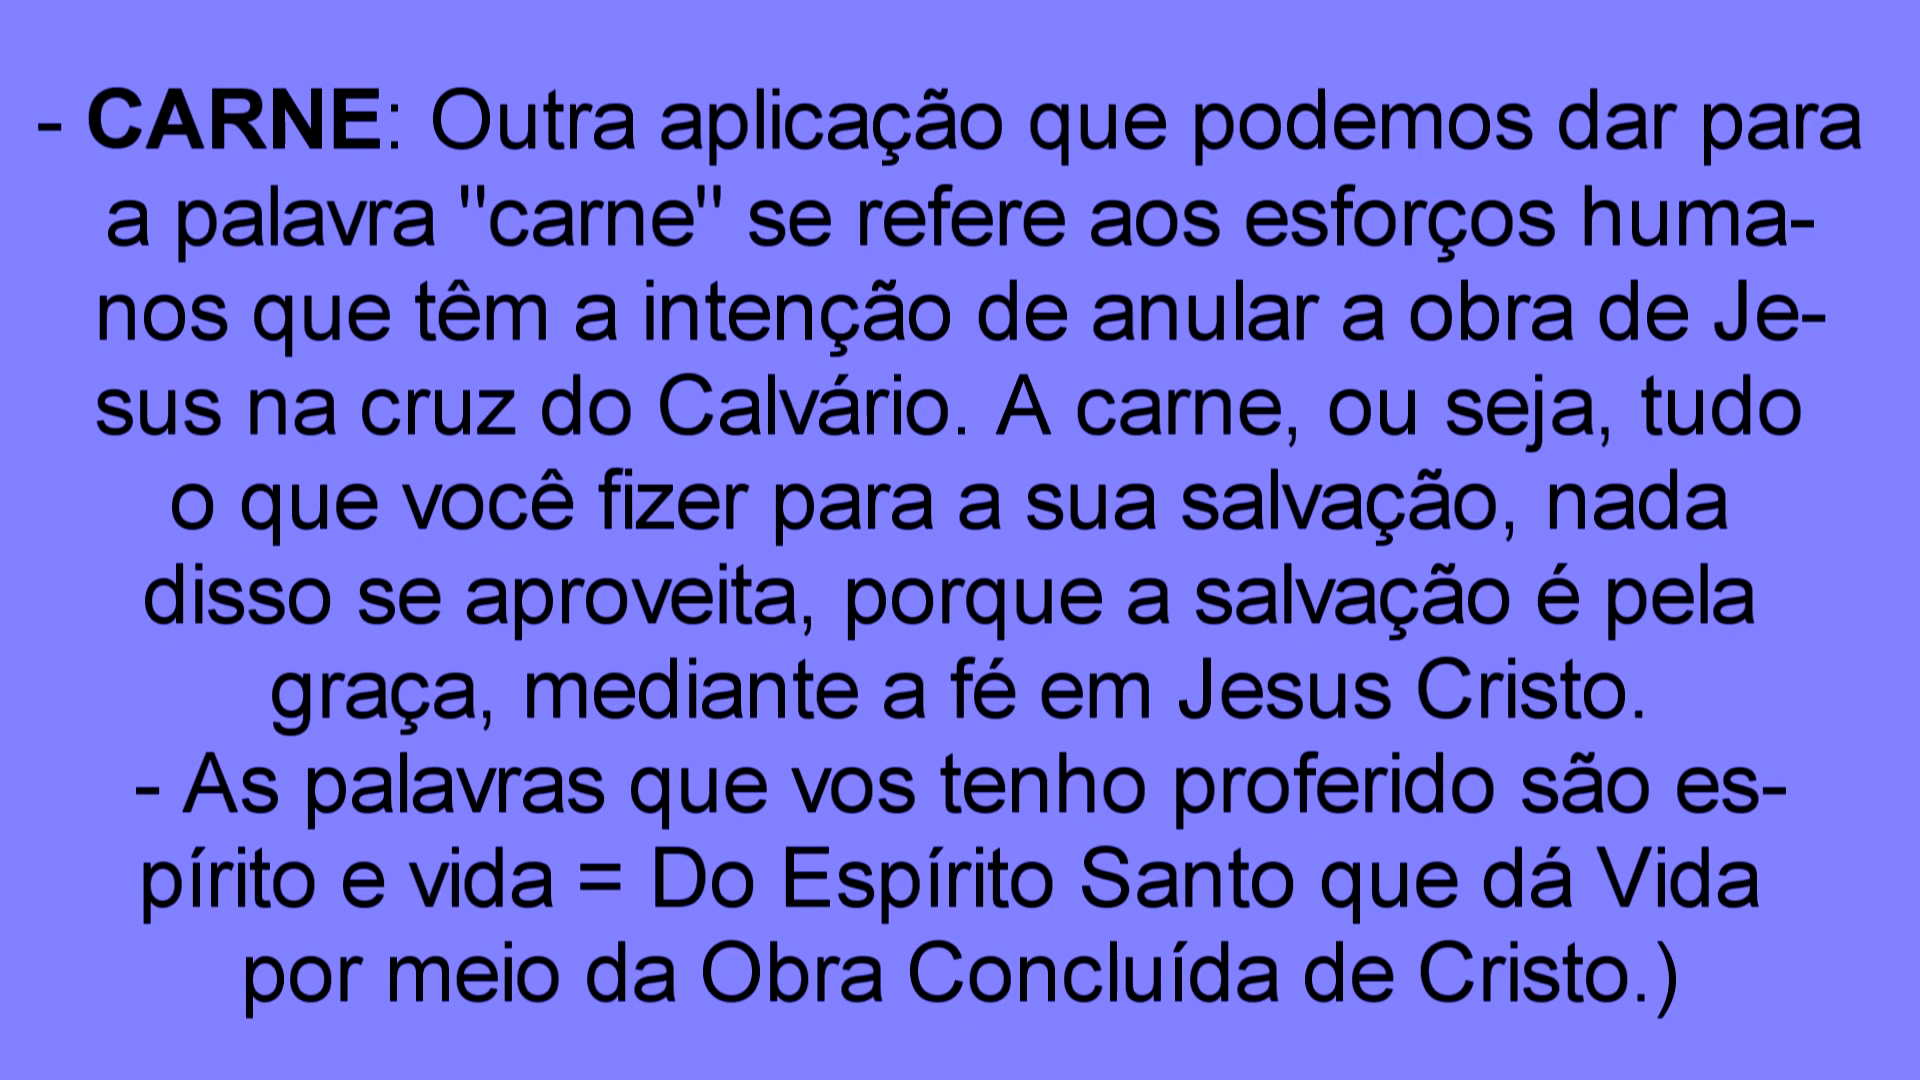 - CARNE: Outra aplicação que podemos dar para
a palavra "carne" se refere aos esforços huma-
nos que têm a intenção de anular a obra de Je-
sus na cruz do Calvário. A carne, ou seja, tudo
o que você fizer para a sua salvação, nada
disso se aproveita, porque a salvação é pela
graça, mediante a fé em Jesus Cristo.
- As palavras que vos tenho proferido são es-
pírito e vida = Do Espírito Santo que dá Vida
por meio da Obra Concluída de Cristo.)